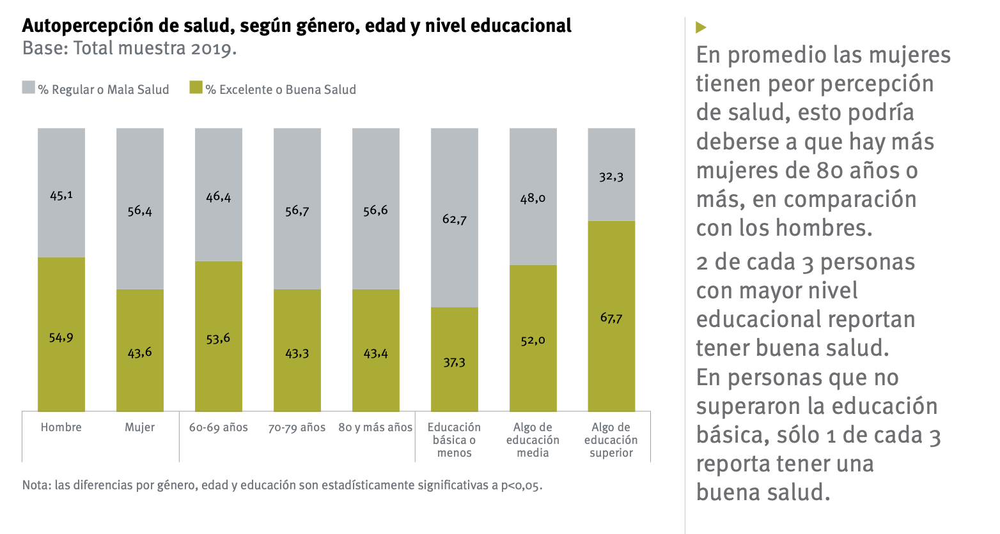 Autopercepción de salud, según género, edad y nivel educacional
Base: Total muestra 2019.
% Regular o Mala Salud
% Excelente o Buena Salud
45,1
56,4
46,4
56,7
56,6
62,7
48,0
32,3
54,9
43,6
53,6
43,3
43,4
37,3
52,0
67,7
Hombre
Mujer
60-69 años
70-79 años
80 y más años
Educación
básica o
menos
Algo de
educación
media
Algo de
educación
superior
Nota: las diferencias por género, edad y educación son estadísticamente significativas a p<0,05.
En promedio las mujeres
tienen peor percepción
de salud, esto podría
deberse a que hay más
mujeres de 80 años o
más, en comparación
con los hombres.
2 de cada 3 personas
con mayor nivel
educacional reportan
tener buena salud.
En personas que no
superaron la educación
básica, sólo 1 de cada 3
reporta tener una
buena salud.